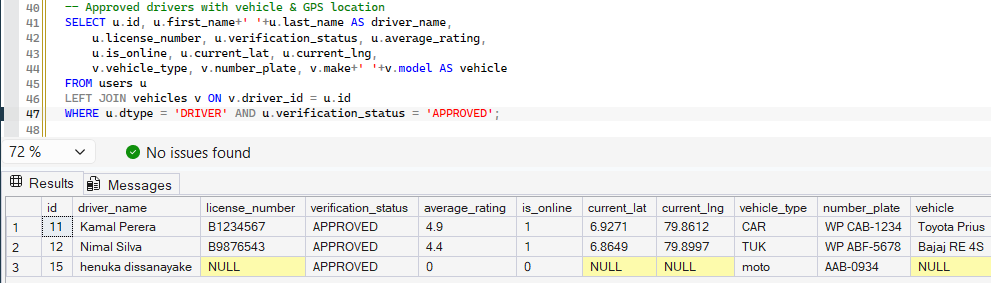 40 -- Approved drivers with vehicle & GPS location
41 SELECT u.id, u.first_name+' '+u.last_name AS driver_name,
42 u.license_number, u.verification_status, u.average_rating,
43 u.is_online, u.current_lat, u.current_lng,
44 v.vehicle_type, v.number_plate, v.make+' '+v.model AS vehicle
45 FROM users u
46 LEFT JOIN vehicles v ON v.driver_id = u.id
47 WHERE u.dtype = 'DRIVER' AND u.verification_status = 'APPROVED';
48
72 % No issues found
Results Messages
id driver_name license_number verification_status average_rating is_online current_lat current_lng vehicle_type number_plate vehicle
1 11 Kamal Perera B1234567 APPROVED 4.9 1 6.9271 79.8612 CAR WP CAB-1234 Toyota Prius
2 12 Nimal Silva B9876543 APPROVED 4.4 1 6.8649 79.8997 TUK WP ABF-5678 Bajaj RE 4S
3 15 henuka dissanayake NULL APPROVED 0 0 NULL NULL moto AAB-0934 NULL